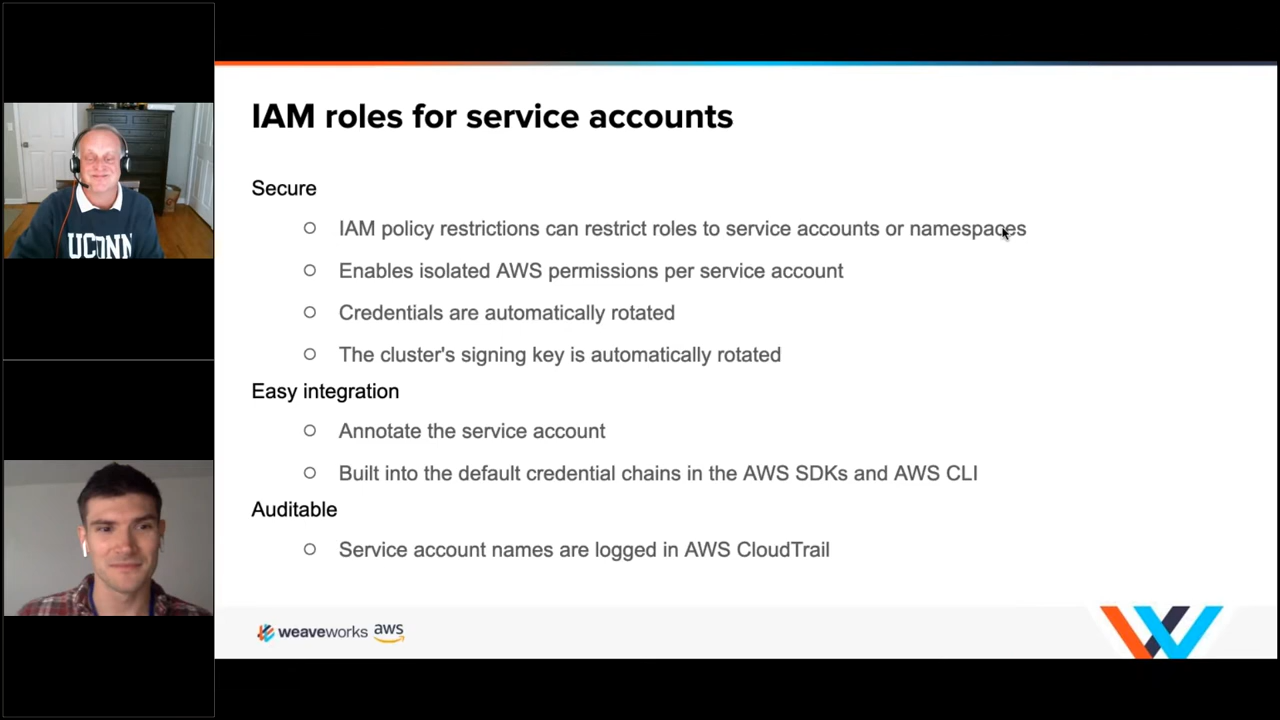 IAM roles for service accounts
Secure
IAM policy restrictions can restrict roles to service accounts or namespaces
Enables isolated AWS permissions per service account
Credentials are automatically rotated
The cluster's signing key is automatically rotated
Easy integration
Annotate the service account
Built into the default credential chains in the AWS SDKs and AWS CLI
Auditable
Service account names are logged in AWS CloudTrail
UCONN
weaveworks aws